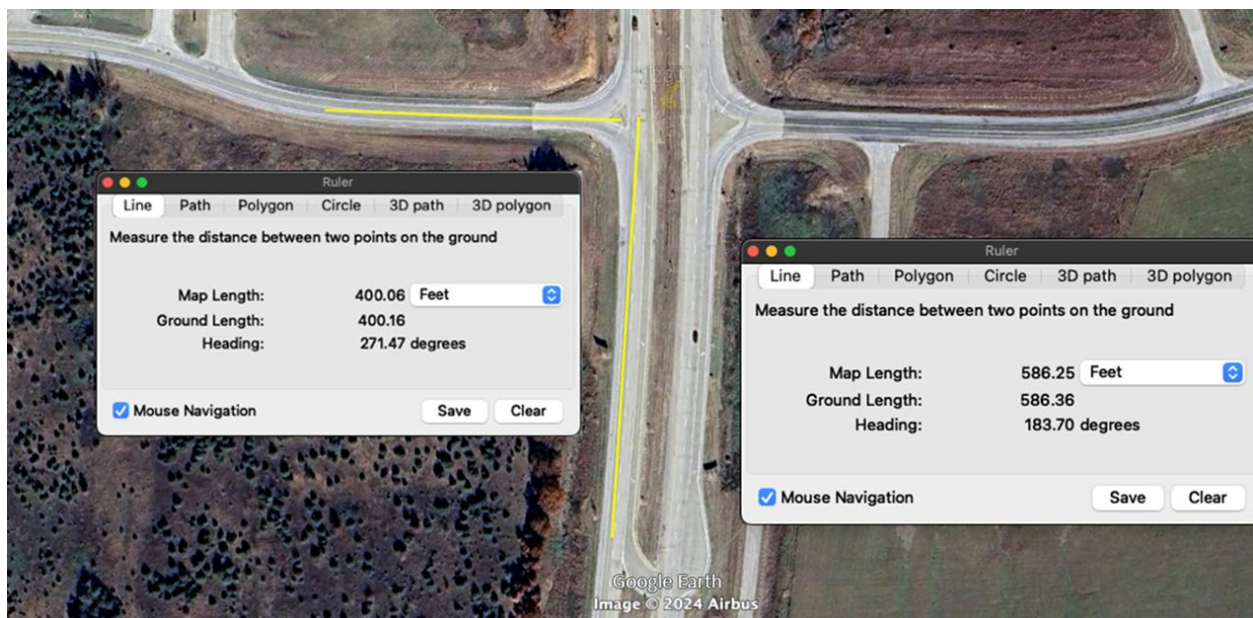 Ruler
Line Path Polygon Circle 3D path 3D polygon
Measure the distance between two points on the ground
Map Length: 400.06 Feet
Ground Length: 400.16
Heading: 271.47 degrees
Mouse Navigation Save Clear
Ruler
Line Path Polygon Circle 3D path 3D polygon
Measure the distance between two points on the ground
Map Length: 586.25 Feet
Ground Length: 586.36
Heading: 183.70 degrees
Mouse Navigation Save Clear
Google Earth
Image © 2024 Airbus